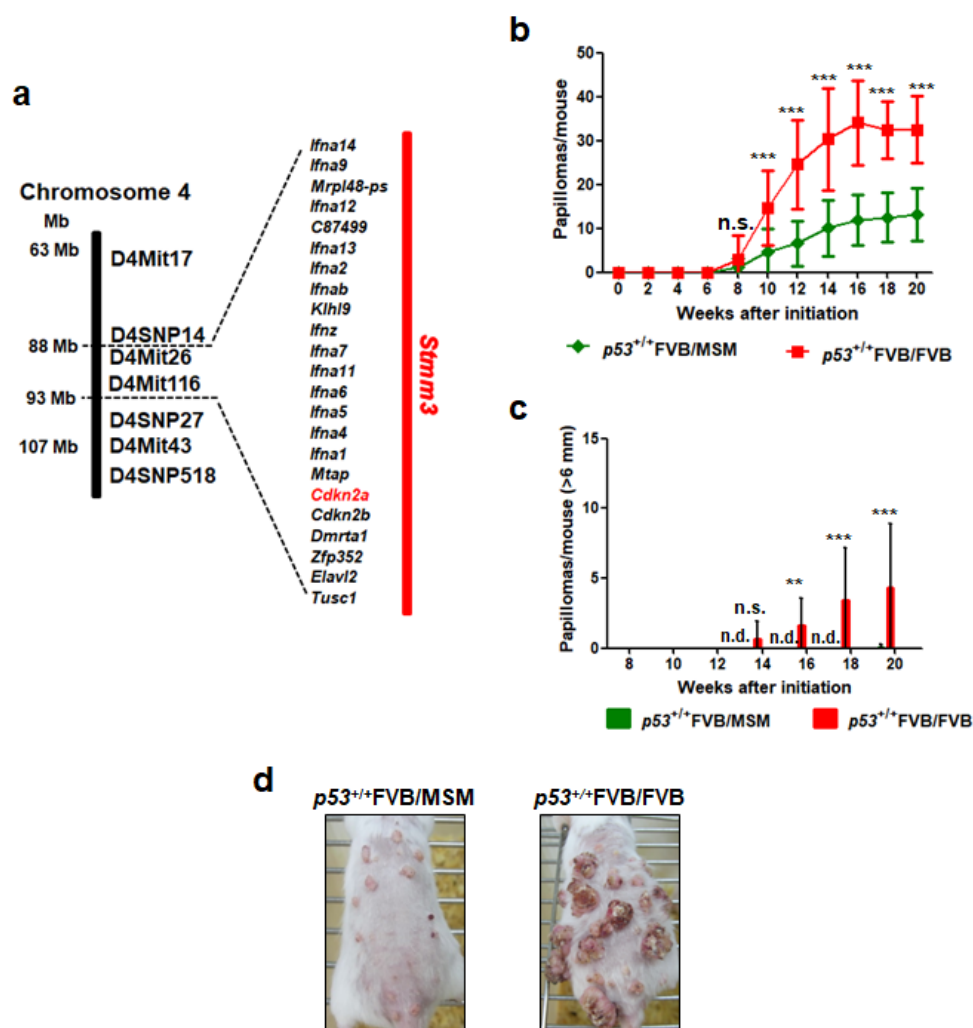 a
Chromosome 4
Mb
63 Mb
88 Mb
93 Mb
107 Mb
D4Mit17
D4SNP14
D4Mit26
D4Mit116
D4SNP27
D4Mit43
D4SNP518
Ifna14
Ifna9
Mrpl48-ps
Ifna12
C87499
Ifna13
Ifna2
Ifnab
Klhl9
Ifnz
Ifna7
Ifna11
Ifna6
Ifna5
Ifna4
Ifna1
Mtap
Cdkn2a
Cdkn2b
Dmrta1
Zfp352
Elavl2
Tusc1
Stmm3
b
Papillomas/mouse
50
40
30
20
10
0
n.s. *** *** *** *** *** ***
0 2 4 6 8 10 12 14 16 18 20
Weeks after initiation
p53+/+FVB/MSM p53+/+FVB/FVB
c
Papillomas/mouse (>6 mm)
15
10
5
0
n.s. ** *** ***
n.d. n.d. n.d.
8 10 12 14 16 18 20
Weeks after initiation
p53+/+FVB/MSM p53+/+FVB/FVB
d
p53+/+FVB/MSM p53+/+FVB/FVB